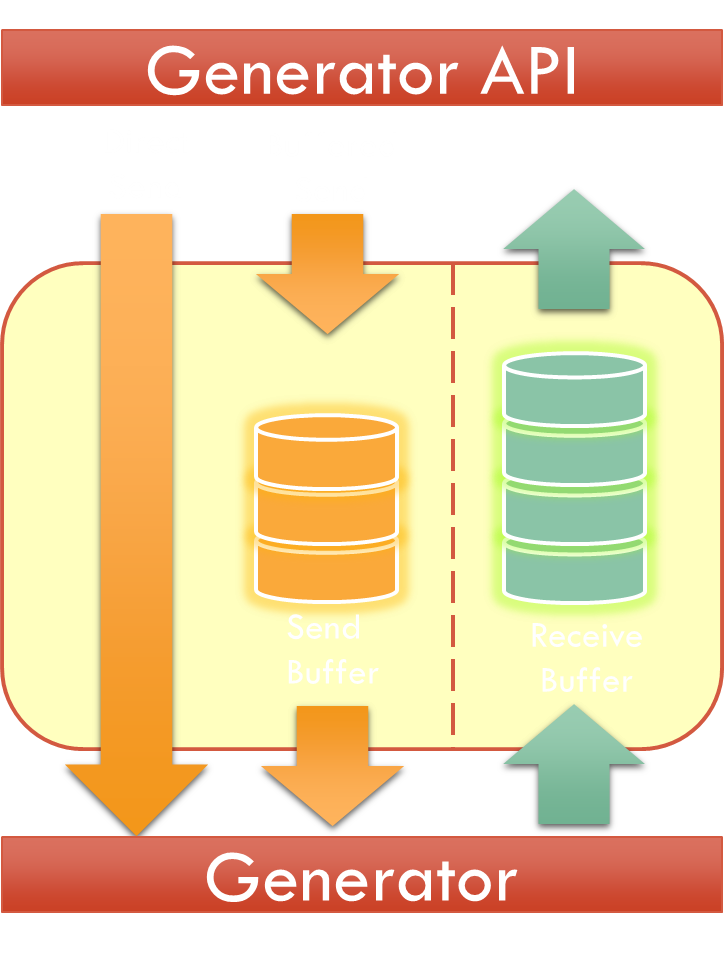 Generator API
Send
Buffer
Receive
Buffer
Generator